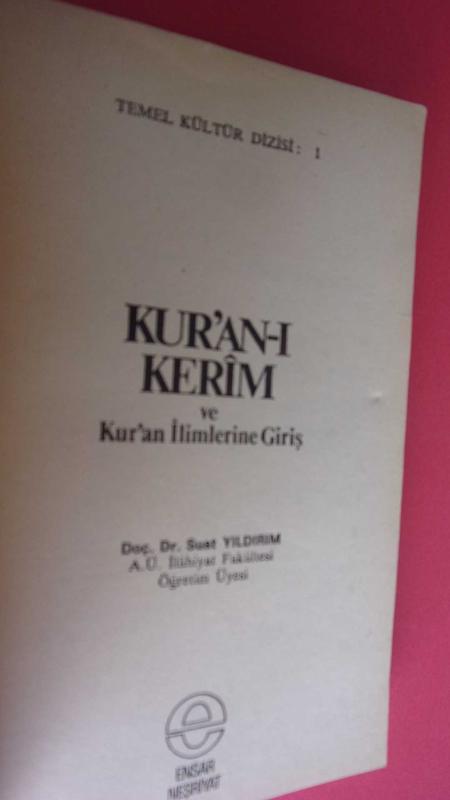 TEMEL KÜLTÜR DİZİSİ: 1
KUR'AN-I
KERÎM
ve
Kur'an İlimlerine Giriş
Doç. Dr. Suat YILDIRIM
A.Ü. İlâhiyat Fakültesi
Öğretim Üyesi
ENSAR
NEŞRİYAT